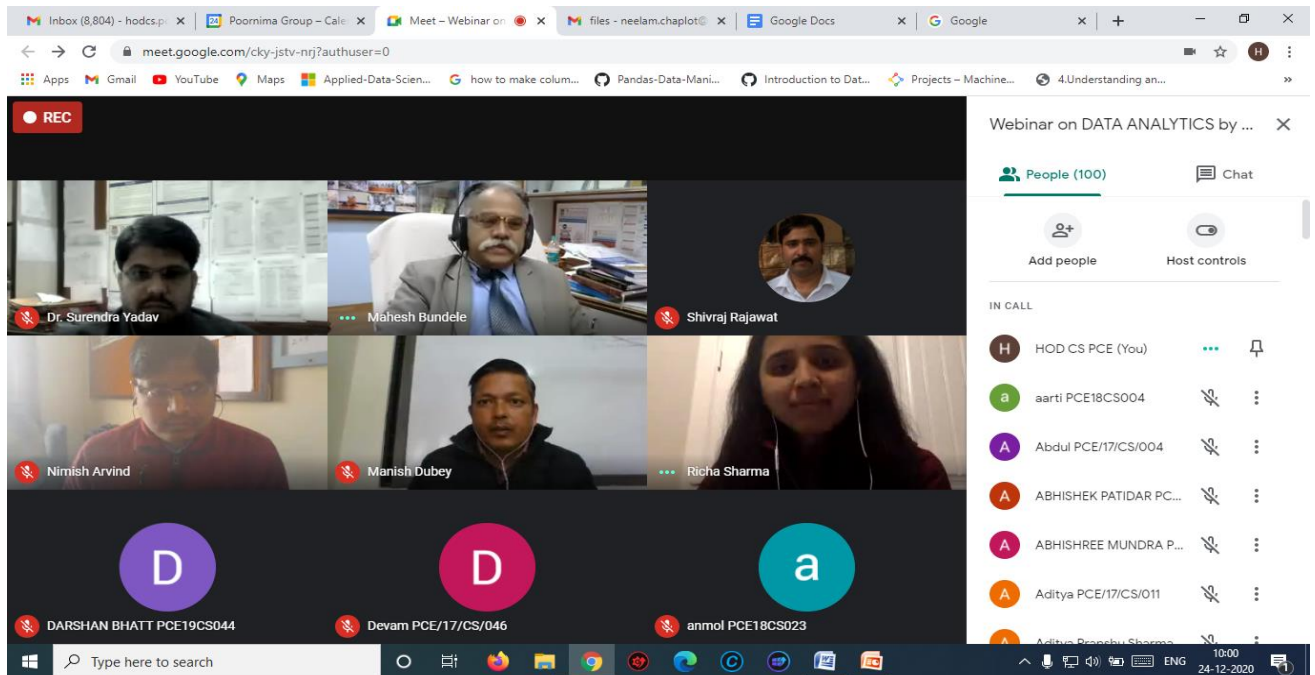 Inbox (8,804) - hodcs.p
Poornima Group – Cale
Meet – Webinar on
files - neelam.chaplot@
Google Docs
Google
meet.google.com/cky-jstv-nrj?authuser=0
H
Apps
Gmail
YouTube
Maps
Applied-Data-Scien...
how to make colum...
Pandas-Data-Mani...
Introduction to Dat...
Projects – Machine...
4.Understanding an...
REC
Dr. Surendra Yadav
Mahesh Bundele
Shivraj Rajawat
Nimish Arvind
Manish Dubey
Richa Sharma
D
D
a
DARSHAN BHATT PCE19CS044
Devam PCE/17/CS/046
anmol PCE18CS023
Webinar on DATA ANALYTICS by ...
People (100)
Chat
Add people
Host controls
IN CALL
H
HOD CS PCE (You)
a
aarti PCE18CS004
A
Abdul PCE/17/CS/004
A
ABHISHEK PATIDAR PC...
A
ABHISHREE MUNDRA P...
A
Aditya PCE/17/CS/011
Aditya Pranshu Sharma
Type here to search
ENG
10:00
24-12-2020